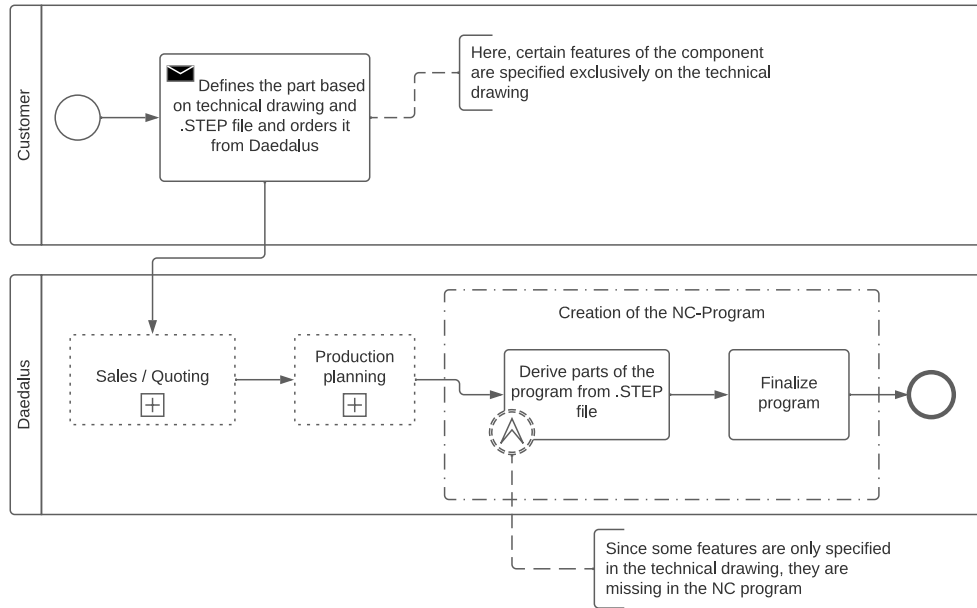 Customer
Defines the part based
on technical drawing and
.STEP file and orders it
from Daedalus
Here, certain features of the component
are specified exclusively on the technical
drawing
Daedalus
Sales / Quoting
Production
planning
Creation of the NC-Program
Derive parts of the
program from .STEP
file
Finalize
program
Since some features are only specified
in the technical drawing, they are
missing in the NC program